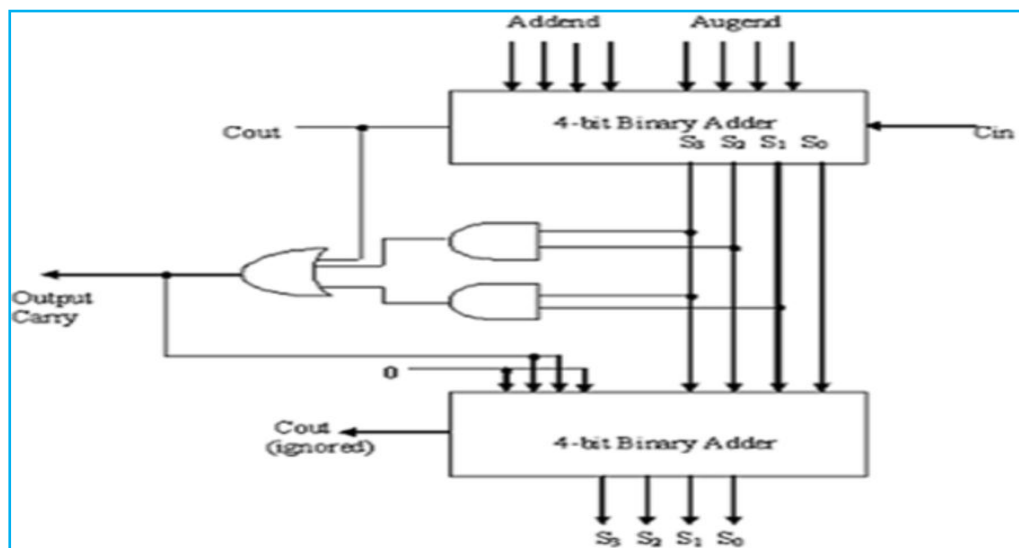 Addend Augend
4-bit Binary Adder
Cout Cin
S₃ S₂ S₁ S₀
Output
Carry
0
Cout
(ignored)
4-bit Binary Adder
S₃ S₂ S₁ S₀